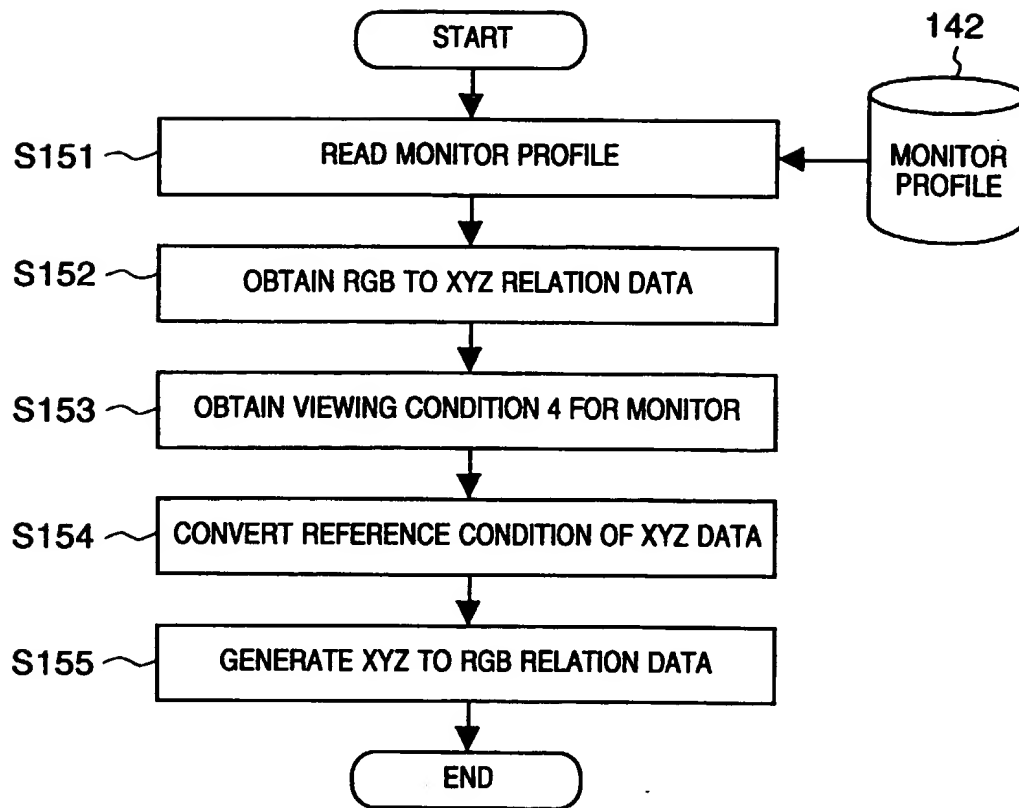 START
142
S151
READ MONITOR PROFILE
MONITOR
PROFILE
S152
OBTAIN RGB TO XYZ RELATION DATA
S153
OBTAIN VIEWING CONDITION 4 FOR MONITOR
S154
CONVERT REFERENCE CONDITION OF XYZ DATA
S155
GENERATE XYZ TO RGB RELATION DATA
END